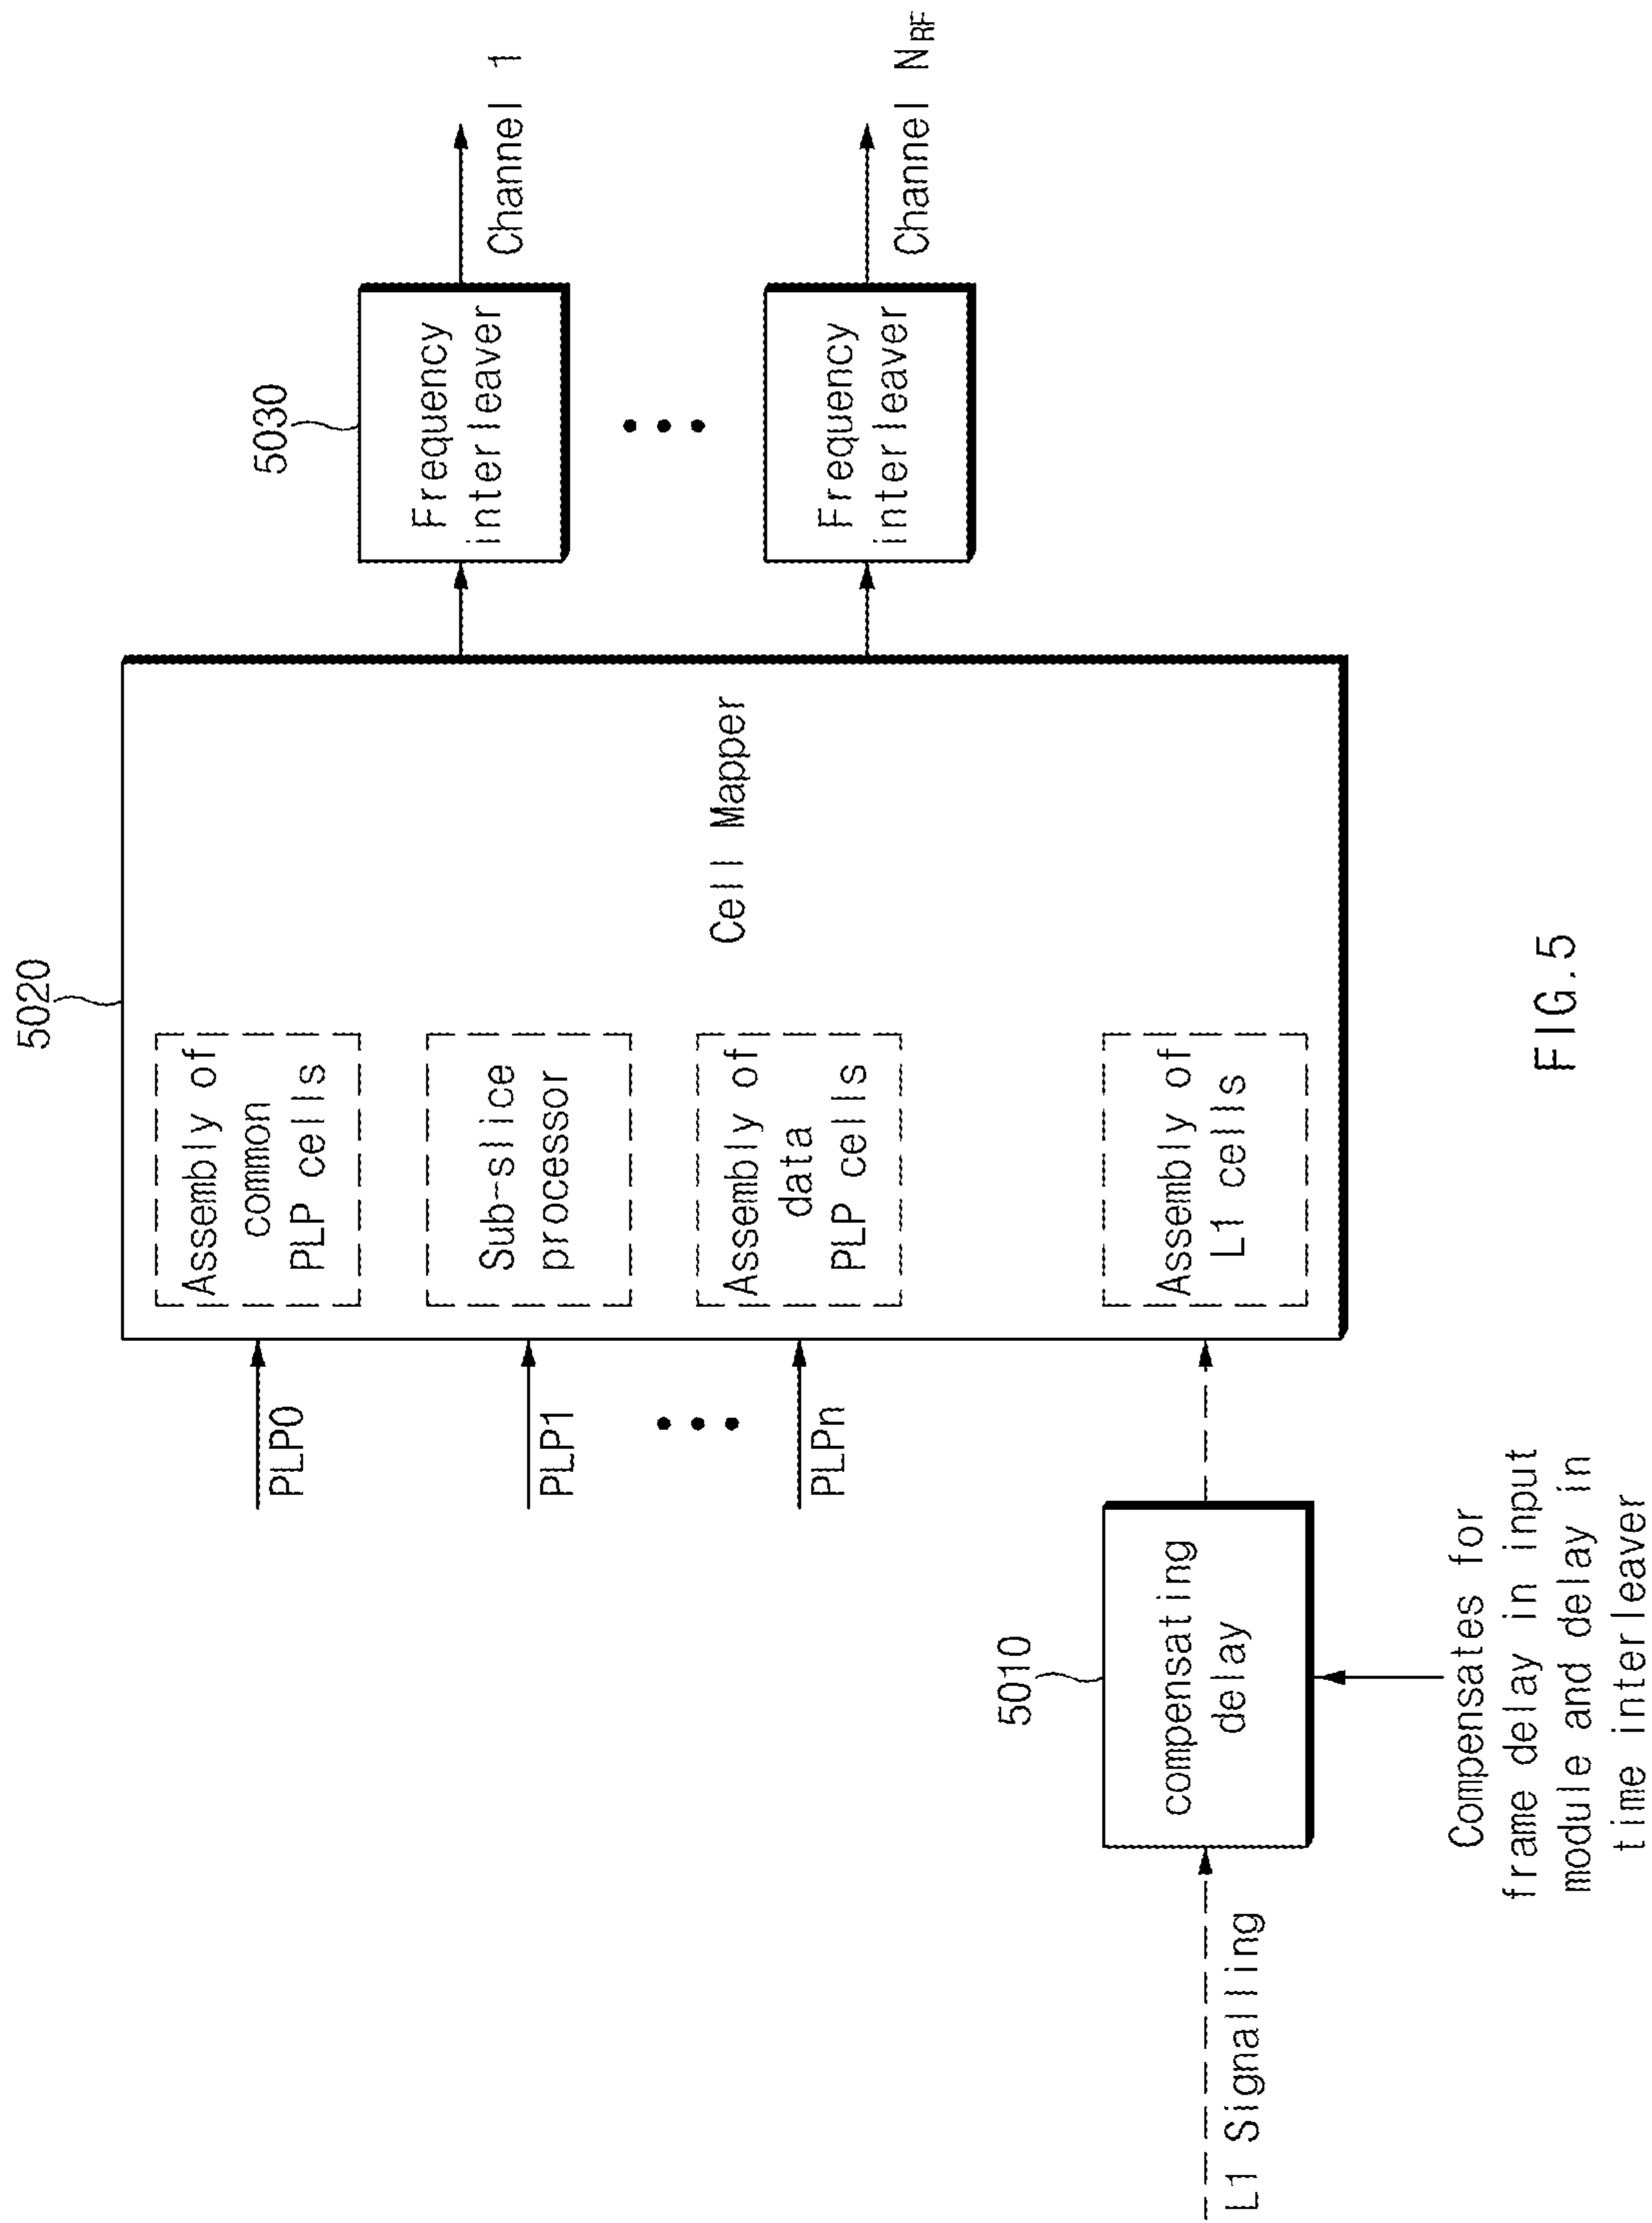 5020
PLP0
Assembly of
common
PLP cells
PLP1
Sub-slice
processor
PLPn
Assembly of
data
PLP cells
Assembly of
L1 cells
Cell Mapper
5030
Frequency
interleaver
Channel 1
Frequency
interleaver
Channel NRF
L1 Signalling
5010
compensating
delay
Compensates for
frame delay in input
module and delay in
time interleaver
FIG.5